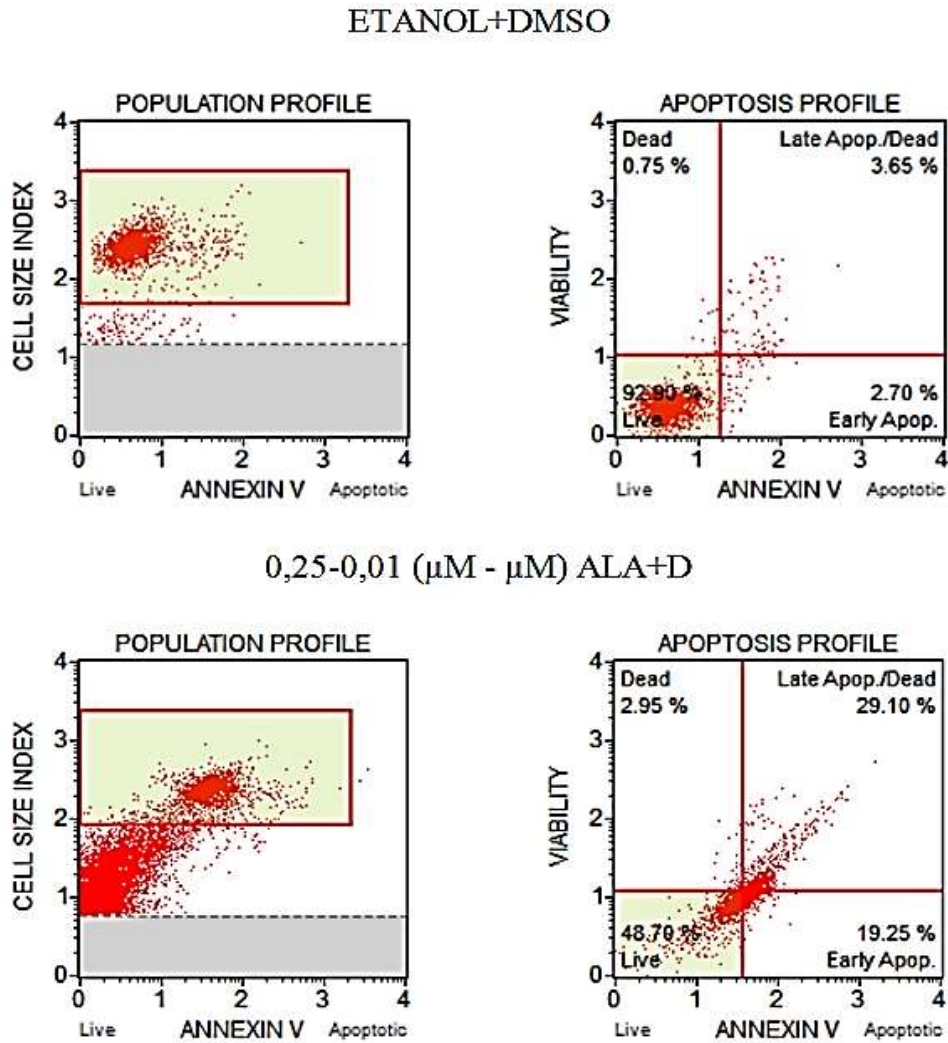 ETANOL+DMSO
POPULATION PROFILE
4
3
2
1
0
CELL SIZE INDEX
0 1 2 3 4
Live ANNEXIN V Apoptotic
APOPTOSIS PROFILE
4
3
2
1
0
VIABILITY
Dead Late Apop./Dead
0.75 % 3.65 %
92.90 % 2.70 %
Live Early Apop.
0 1 2 3 4
Live ANNEXIN V Apoptotic
0,25-0,01 (μM - μM) ALA+D
POPULATION PROFILE
4
3
2
1
0
CELL SIZE INDEX
0 1 2 3 4
Live ANNEXIN V Apoptotic
APOPTOSIS PROFILE
4
3
2
1
0
VIABILITY
Dead Late Apop./Dead
2.95 % 29.10 %
48.70 % 19.25 %
Live Early Apop.
0 1 2 3 4
Live ANNEXIN V Apoptotic